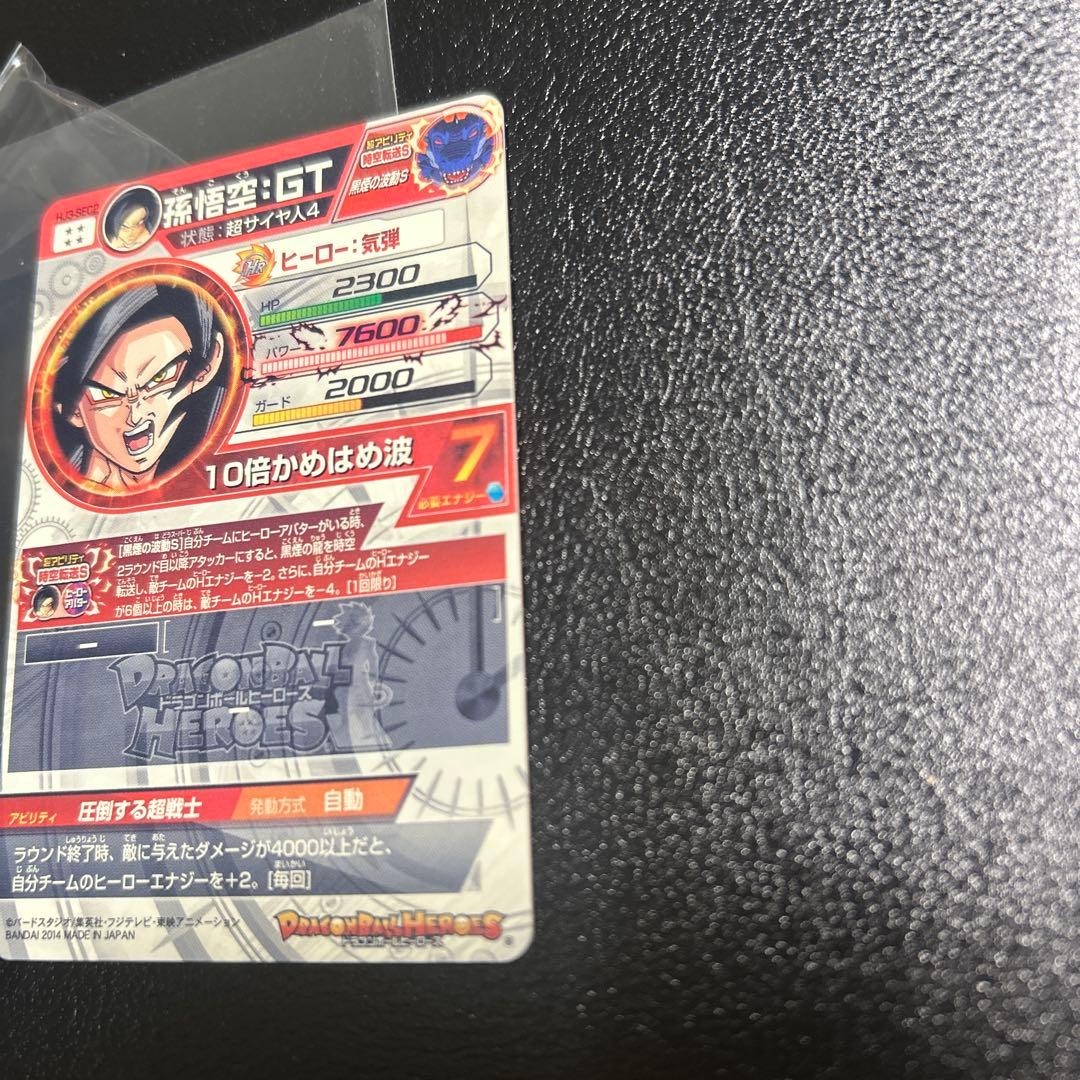 HJ3-SEC2
孫悟空:GT
そんごくう
状態:超サイヤ人4
超アビリティ
時空転送S
黒煙の波動S
HR ヒーロー:気弾
HP 2300
パワー 7600
ガード 2000
10倍かめはめ波
7
必要エナジー
超アビリティ
時空転送S
ヒーローアバター
[黒煙の波動S]自分チームにヒーローアバターがいる時、
2ラウンド目以降アタッカーにすると、黒煙の龍を時空
転送し、敵チームのHエナジーを-2。さらに、自分チームのHエナジー
が6個以上の時は、敵チームのHエナジーを-4。[1回限り]
DRAGONBALL
ドラゴンボールヒーローズ
HEROES
アビリティ 圧倒する超戦士 発動方式 自動
ラウンド終了時、敵に与えたダメージが4000以上だと、
自分チームのヒーローエナジーを+2。[毎回]
©バードスタジオ/集英社・フジテレビ・東映アニメーション
BANDAI 2014 MADE IN JAPAN
DRAGONBALL HEROES
ドラゴンボールヒーローズ